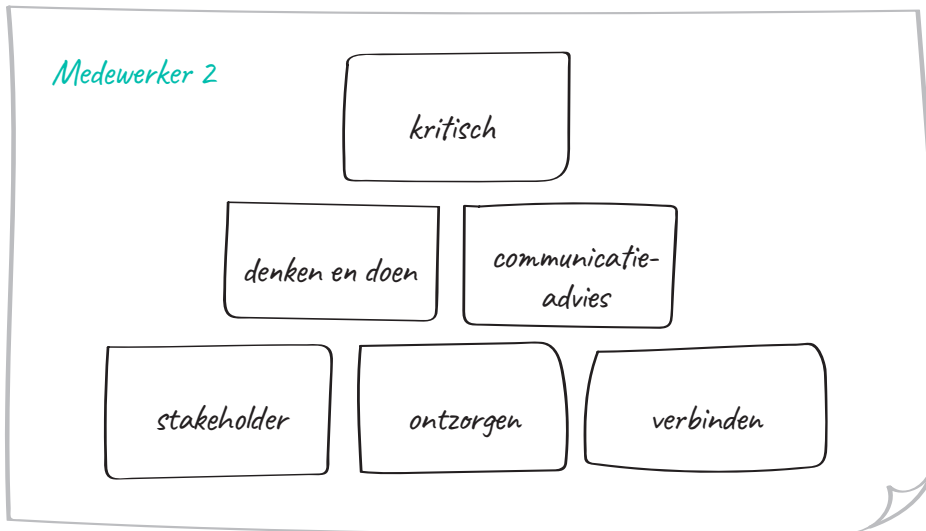 Medewerker 2
kritisch
denken en doen
communicatie-
advies
stakeholder
ontzorgen
verbinden